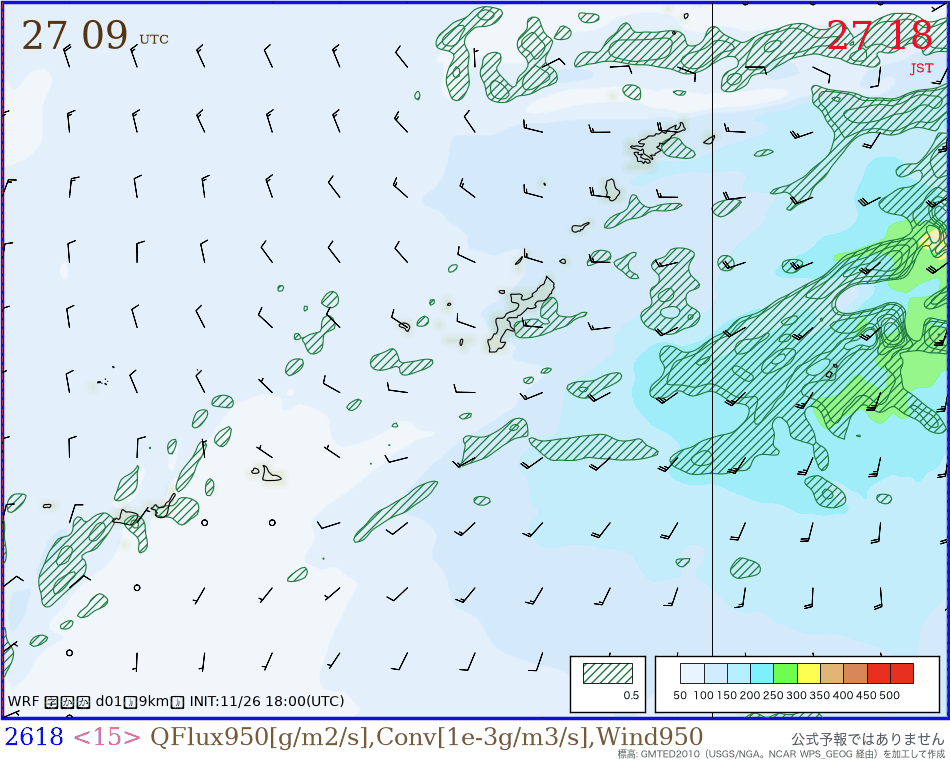 27 09 UTC
27 18
JST
0.5
50 100 150 200 250 300 350 400 450 500
WRF d01 9km INIT:11/26 18:00(UTC)
2618 <15> QFlux950[g/m2/s],Conv[1e-3g/m3/s],Wind950
公式予報ではありません
標高: GMTED2010（USGS/NGA。NCAR WPS_GEOG 経由）を加工して作成